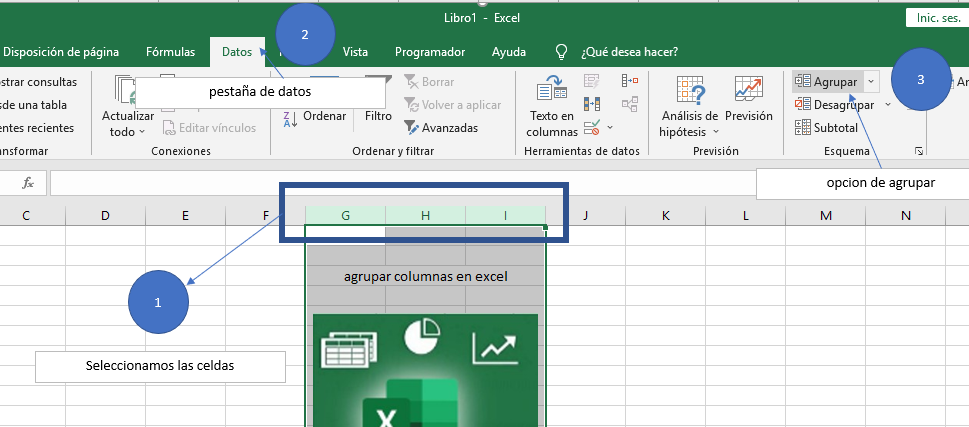 Libro1 - Excel
Inic. ses.
2
Disposición de página Fórmulas Datos Vista Programador Ayuda ¿Qué desea hacer?
3
strar consultas
sde una tabla
entes recientes
pestaña de datos
Actualizar
todo
Editar vínculos
Conexiones
Ordenar
Filtro
Borrar
Volver a aplicar
Avanzadas
Ordenar y filtrar
Texto en
columnas
Herramientas de datos
Análisis de
hipótesis
Previsión
Previsión
Agrupar
Desagrupar
Subtotal
Esquema
opcion de agrupar
fx
C D E F G H I J K L M N
agrupar columnas en excel
1
Seleccionamos las celdas
X